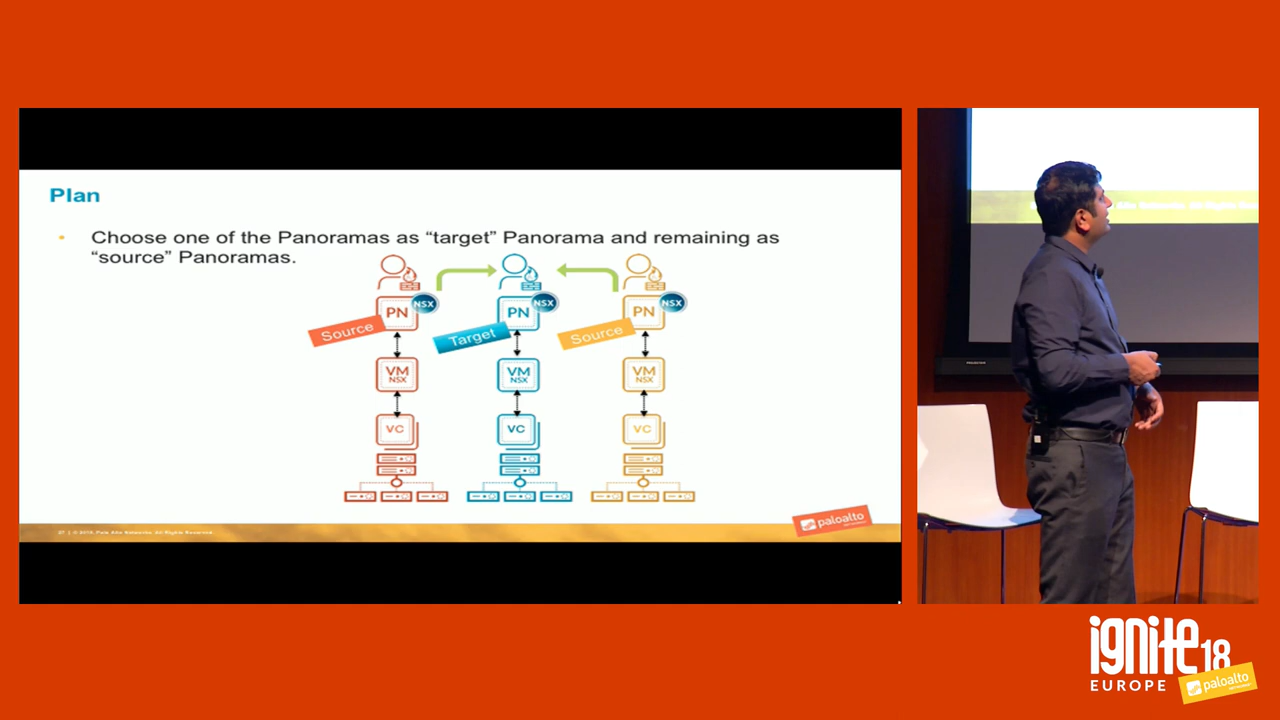 Plan
• Choose one of the Panoramas as “target” Panorama and remaining as
“source” Panoramas.
NSX NSX NSX
PN PN PN
Source Target Source
VM VM VM
NSX NSX NSX
VC VC VC
paloalto
ignite18
EUROPE
paloalto